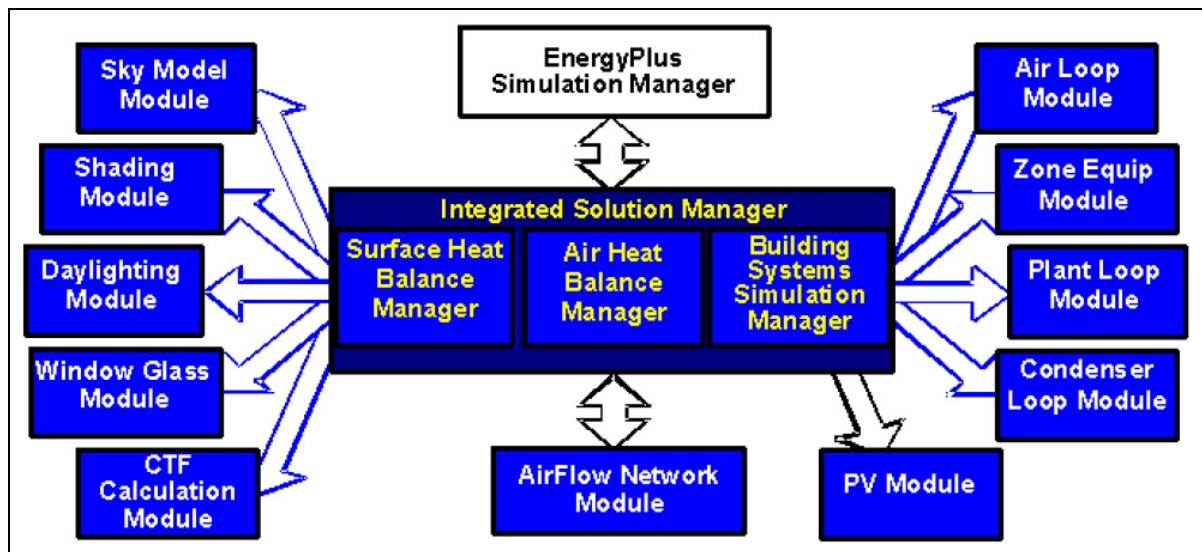 EnergyPlus
Simulation Manager
Sky Model
Module
Shading
Module
Daylighting
Module
Window Glass
Module
CTF
Calculation
Module
Integrated Solution Manager
Surface Heat
Balance
Manager
Air Heat
Balance
Manager
Building
Systems
Simulation
Manager
AirFlow Network
Module
Air Loop
Module
Zone Equip
Module
Plant Loop
Module
Condenser
Loop Module
PV Module